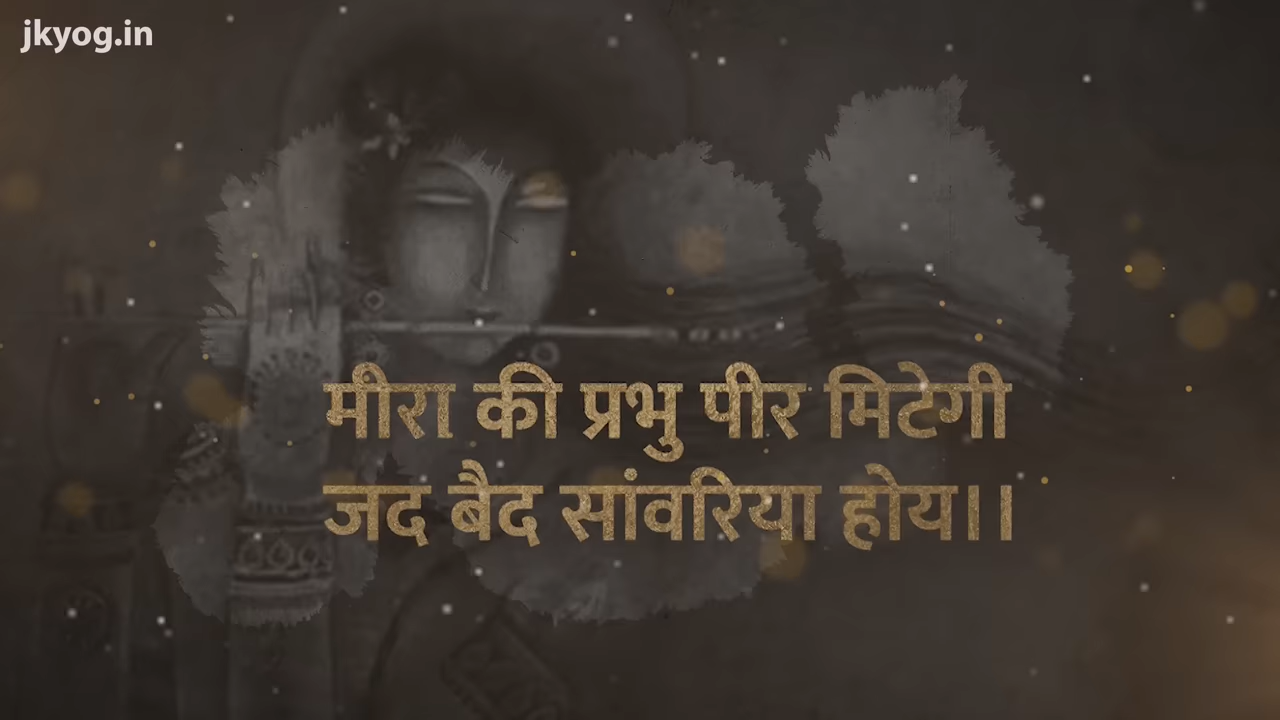 jkyog.in
मीरा की प्रभु पीर मिटेगी
जद बैद सांवरिया होय।।